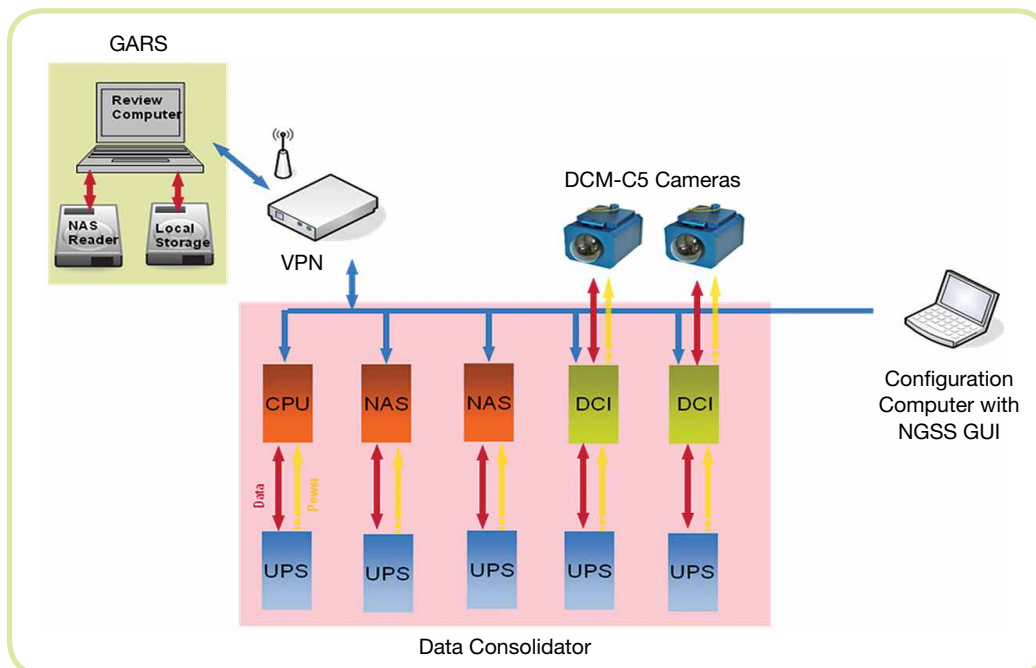 GARS
Review
Computer
NAS
Reader
Local
Storage
VPN
DCM-C5 Cameras
Configuration
Computer with
NGSS GUI
CPU
NAS
NAS
DCI
DCI
Data
Power
UPS
UPS
UPS
UPS
UPS
Data Consolidator